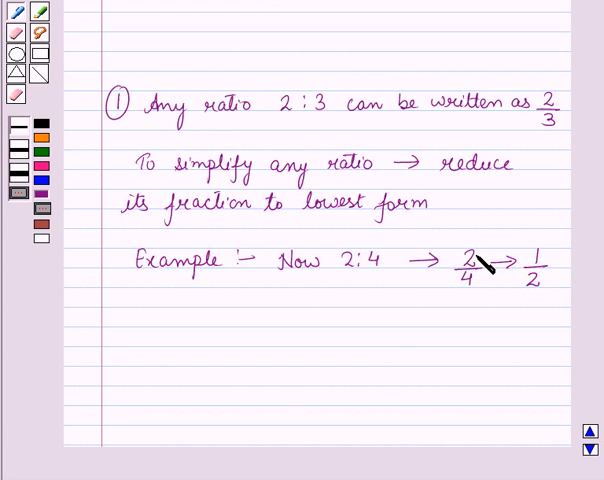 ① Any ratio 2:3 can be written as 2/3
To simplify any ratio → reduce
its fraction to lowest form
Example :- Now 2:4 → 2/4 → 1/2